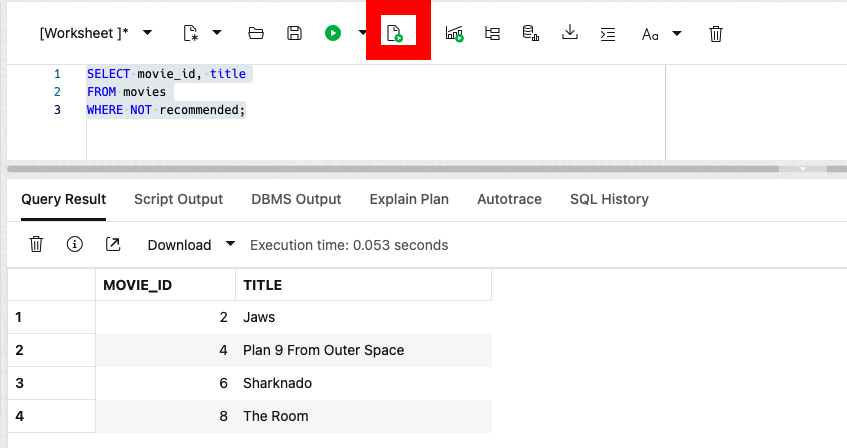 [Worksheet ]*
Aa
1 SELECT movie_id, title
2 FROM movies
3 WHERE NOT recommended;
Query Result Script Output DBMS Output Explain Plan Autotrace SQL History
Download Execution time: 0.053 seconds
MOVIE_ID TITLE
1 2 Jaws
2 4 Plan 9 From Outer Space
3 6 Sharknado
4 8 The Room